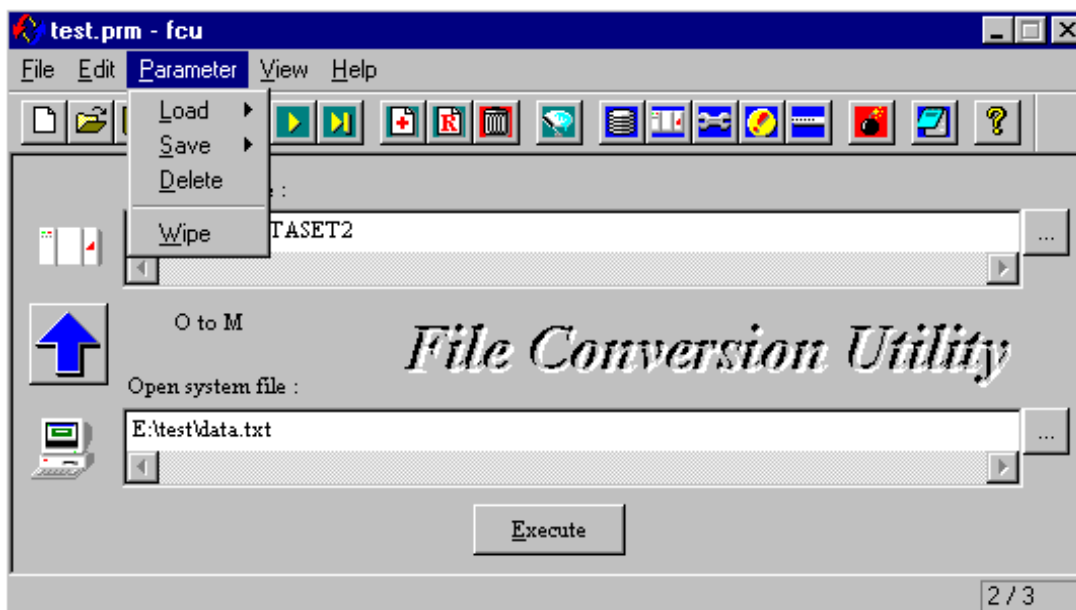 test.prm - fcu
File Edit Parameter View Help
Load
Save
Delete
Wipe
R
?
:
TASET2
...
O to M
File Conversion Utility
Open system file :
E:\test\data.txt
...
Execute
2 / 3